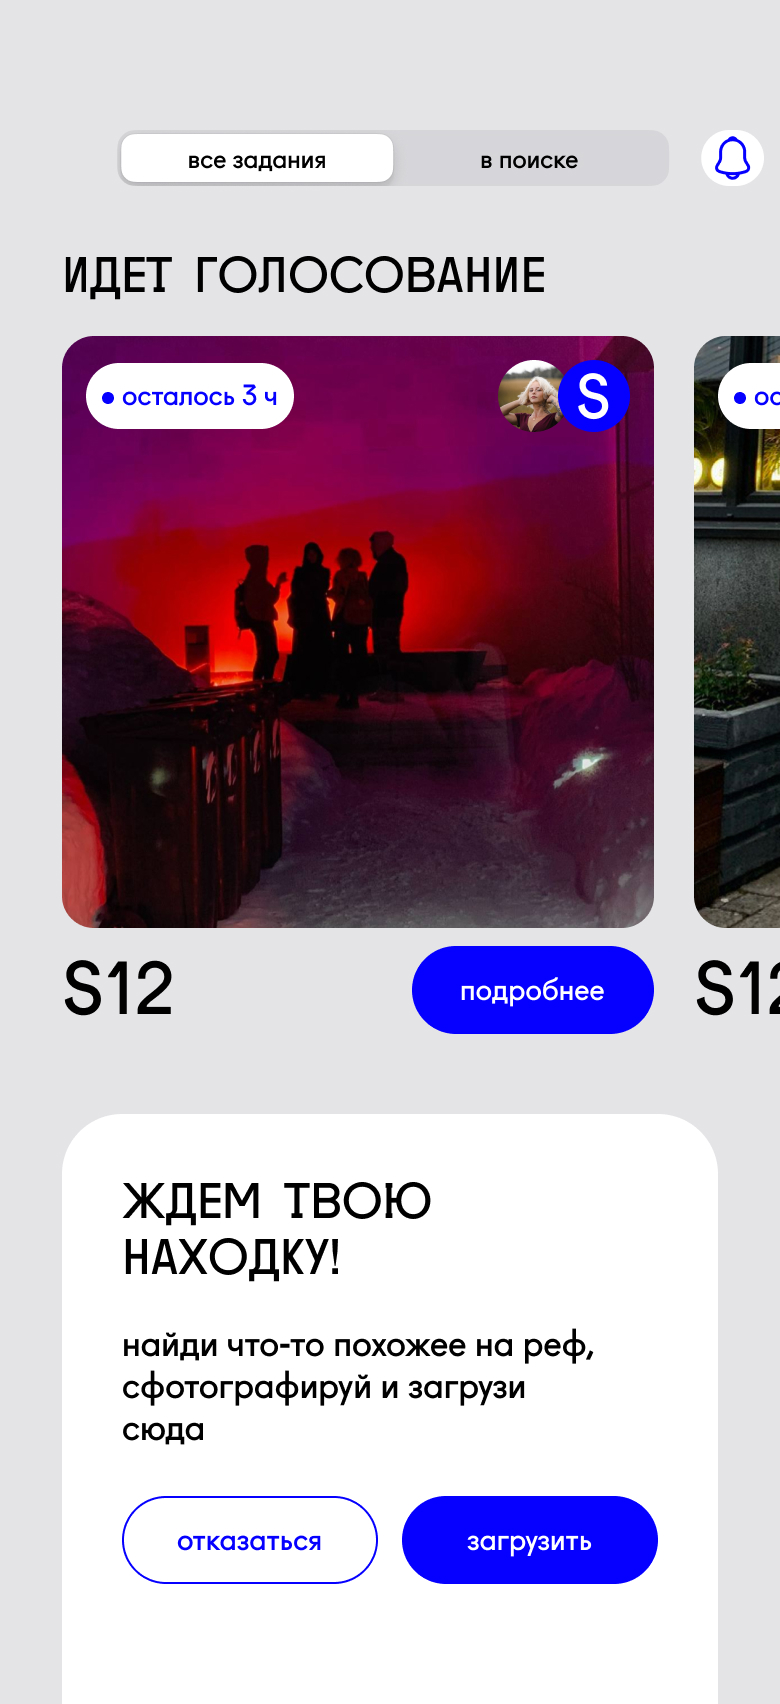 все задания
в поиске
ИДЕТ ГОЛОСОВАНИЕ
осталось 3 ч
S
S12
подробнее
S12
ЖДЕМ ТВОЮ
НАХОДКУ!
найди что-то похожее на реф,
сфотографируй и загрузи
сюда
отказаться
загрузить